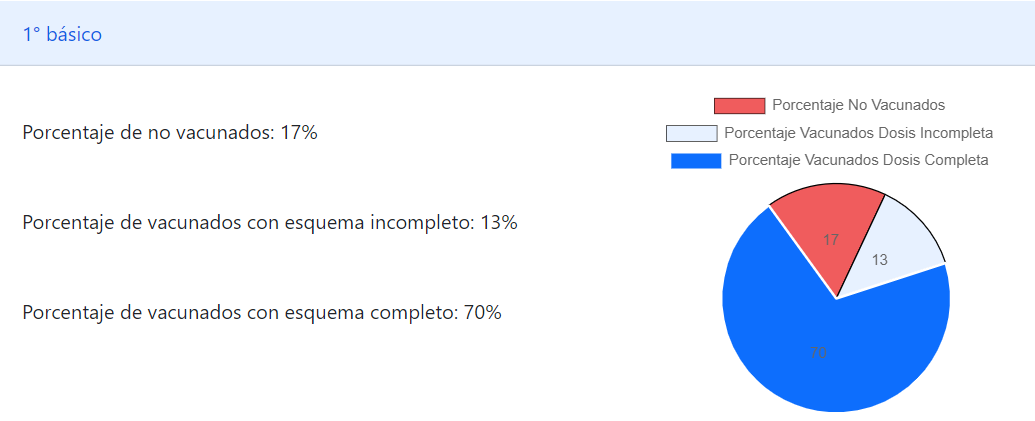 1° básico
Porcentaje de no vacunados: 17%
Porcentaje de vacunados con esquema incompleto: 13%
Porcentaje de vacunados con esquema completo: 70%
Porcentaje No Vacunados
Porcentaje Vacunados Dosis Incompleta
Porcentaje Vacunados Dosis Completa
17
13
70